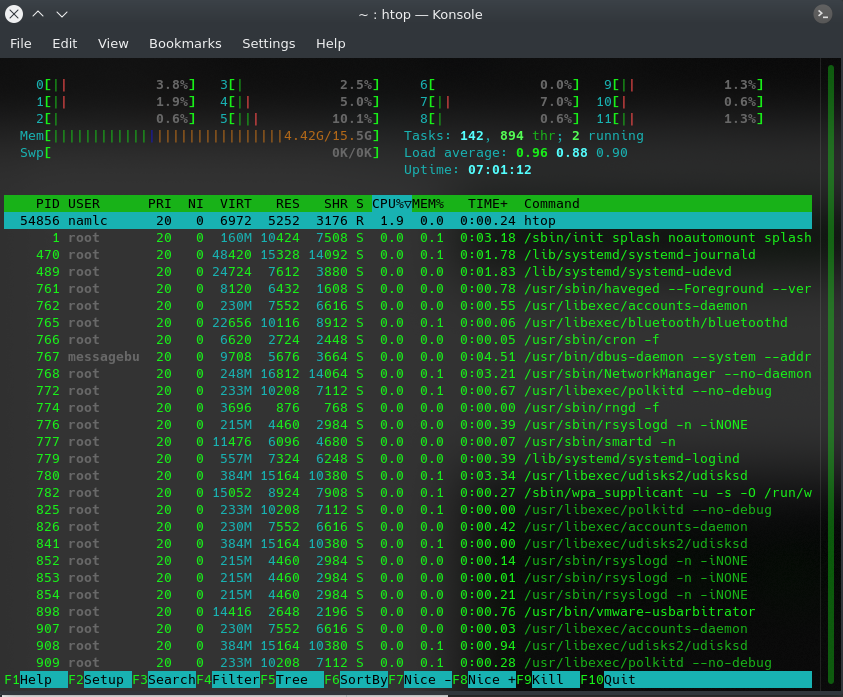 ~ : htop — Konsole
File Edit View Bookmarks Settings Help
0[|| 3.8%] 3[| 2.5%] 6[ 0.0%] 9[|| 1.3%]
1[|| 1.9%] 4[|| 5.0%] 7[|| 7.0%] 10[| 0.6%]
2[| 0.6%] 5[||| 10.1%] 8[| 0.6%] 11[|| 1.3%]
Mem[|||||||||||||||||||||||||||||4.42G/15.5G] Tasks: 142, 894 thr; 2 running
Swp[ 0K/0K] Load average: 0.96 0.88 0.90
Uptime: 07:01:12
PID USER PRI NI VIRT RES SHR S CPU%▽MEM% TIME+ Command
54856 namlc 20 0 6972 5252 3176 R 1.9 0.0 0:00.24 htop
1 root 20 0 160M 10424 7508 S 0.0 0.1 0:03.18 /sbin/init splash noautomount splash
470 root 20 0 48420 15328 14092 S 0.0 0.1 0:01.78 /lib/systemd/systemd-journald
489 root 20 0 24724 7612 3880 S 0.0 0.0 0:01.83 /lib/systemd/systemd-udevd
761 root 20 0 8120 6432 1608 S 0.0 0.0 0:00.78 /usr/sbin/haveged --Foreground --ver
762 root 20 0 230M 7552 6616 S 0.0 0.0 0:00.55 /usr/libexec/accounts-daemon
765 root 20 0 22656 10116 8912 S 0.0 0.1 0:00.06 /usr/libexec/bluetooth/bluetoothd
766 root 20 0 6620 2724 2448 S 0.0 0.0 0:00.05 /usr/sbin/cron -f
767 messagebu 20 0 9708 5676 3664 S 0.0 0.0 0:04.51 /usr/bin/dbus-daemon --system --addr
768 root 20 0 248M 16812 14064 S 0.0 0.1 0:03.21 /usr/sbin/NetworkManager --no-daemon
772 root 20 0 233M 10208 7112 S 0.0 0.1 0:00.67 /usr/libexec/polkitd --no-debug
774 root 20 0 3696 876 768 S 0.0 0.0 0:00.00 /usr/sbin/rngd -f
776 root 20 0 215M 4460 2984 S 0.0 0.0 0:00.39 /usr/sbin/rsyslogd -n -iNONE
777 root 20 0 11476 6096 4680 S 0.0 0.0 0:00.07 /usr/sbin/smartd -n
779 root 20 0 557M 7324 6248 S 0.0 0.0 0:00.39 /lib/systemd/systemd-logind
780 root 20 0 384M 15164 10380 S 0.0 0.1 0:03.34 /usr/libexec/udisks2/udisksd
782 root 20 0 15052 8924 7908 S 0.0 0.1 0:00.27 /sbin/wpa_supplicant -u -s -O /run/w
825 root 20 0 233M 10208 7112 S 0.0 0.1 0:00.00 /usr/libexec/polkitd --no-debug
826 root 20 0 230M 7552 6616 S 0.0 0.0 0:00.42 /usr/libexec/accounts-daemon
841 root 20 0 384M 15164 10380 S 0.0 0.1 0:00.00 /usr/libexec/udisks2/udisksd
852 root 20 0 215M 4460 2984 S 0.0 0.0 0:00.14 /usr/sbin/rsyslogd -n -iNONE
853 root 20 0 215M 4460 2984 S 0.0 0.0 0:00.01 /usr/sbin/rsyslogd -n -iNONE
854 root 20 0 215M 4460 2984 S 0.0 0.0 0:00.21 /usr/sbin/rsyslogd -n -iNONE
898 root 20 0 14416 2648 2196 S 0.0 0.0 0:00.76 /usr/bin/vmware-usbarbitrator
907 root 20 0 230M 7552 6616 S 0.0 0.0 0:00.03 /usr/libexec/accounts-daemon
908 root 20 0 384M 15164 10380 S 0.0 0.1 0:00.94 /usr/libexec/udisks2/udisksd
909 root 20 0 233M 10208 7112 S 0.0 0.1 0:00.28 /usr/libexec/polkitd --no-debug
F1Help F2Setup F3SearchF4FilterF5Tree F6SortByF7Nice -F8Nice +F9Kill F10Quit